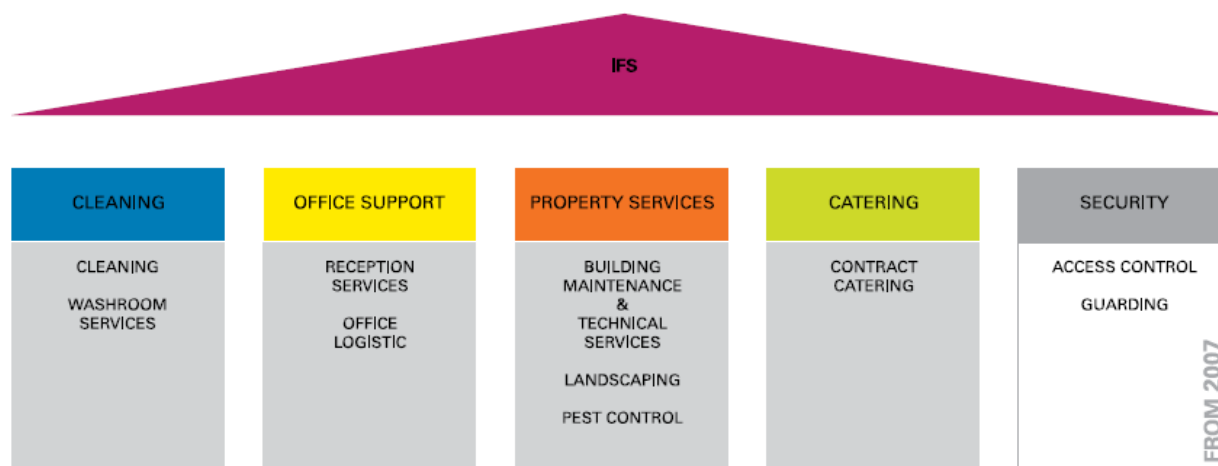 IFS
CLEANING
CLEANING
WASHROOM
SERVICES
OFFICE SUPPORT
RECEPTION
SERVICES
OFFICE
LOGISTIC
PROPERTY SERVICES
BUILDING
MAINTENANCE
&
TECHNICAL
SERVICES
LANDSCAPING
PEST CONTROL
CATERING
CONTRACT
CATERING
SECURITY
ACCESS CONTROL
GUARDING
FROM 2007